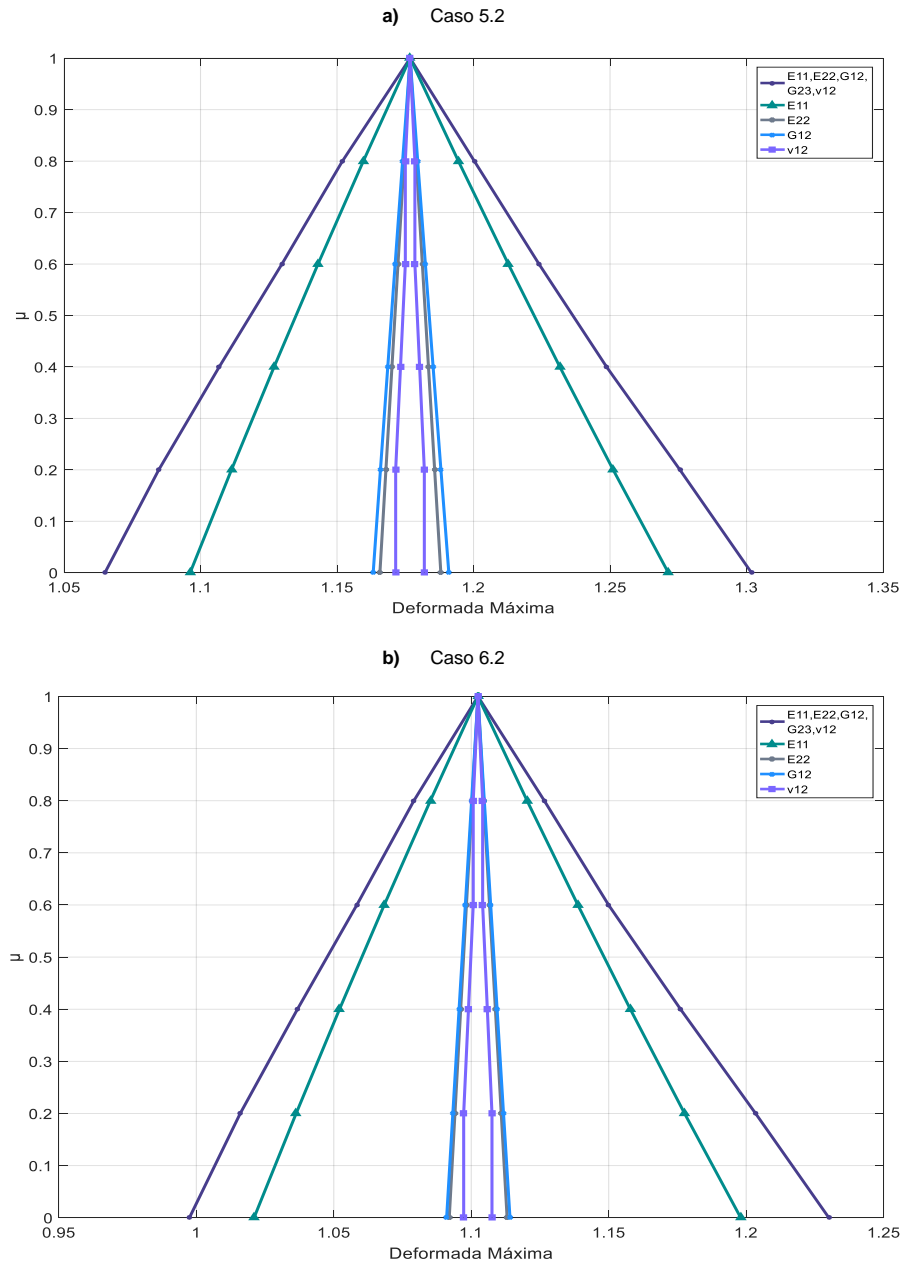 a) Caso 5.2
1
0.9
0.8
0.7
0.6
0.5
0.4
0.3
0.2
0.1
0
μ
E11,E22,G12,
G23,v12
E11
E22
G12
v12
1.05 1.1 1.15 1.2 1.25 1.3 1.35
Deformada Máxima
b) Caso 6.2
1
0.9
0.8
0.7
0.6
0.5
0.4
0.3
0.2
0.1
0
μ
E11,E22,G12,
G23,v12
E11
E22
G12
v12
0.95 1 1.05 1.1 1.15 1.2 1.25
Deformada Máxima